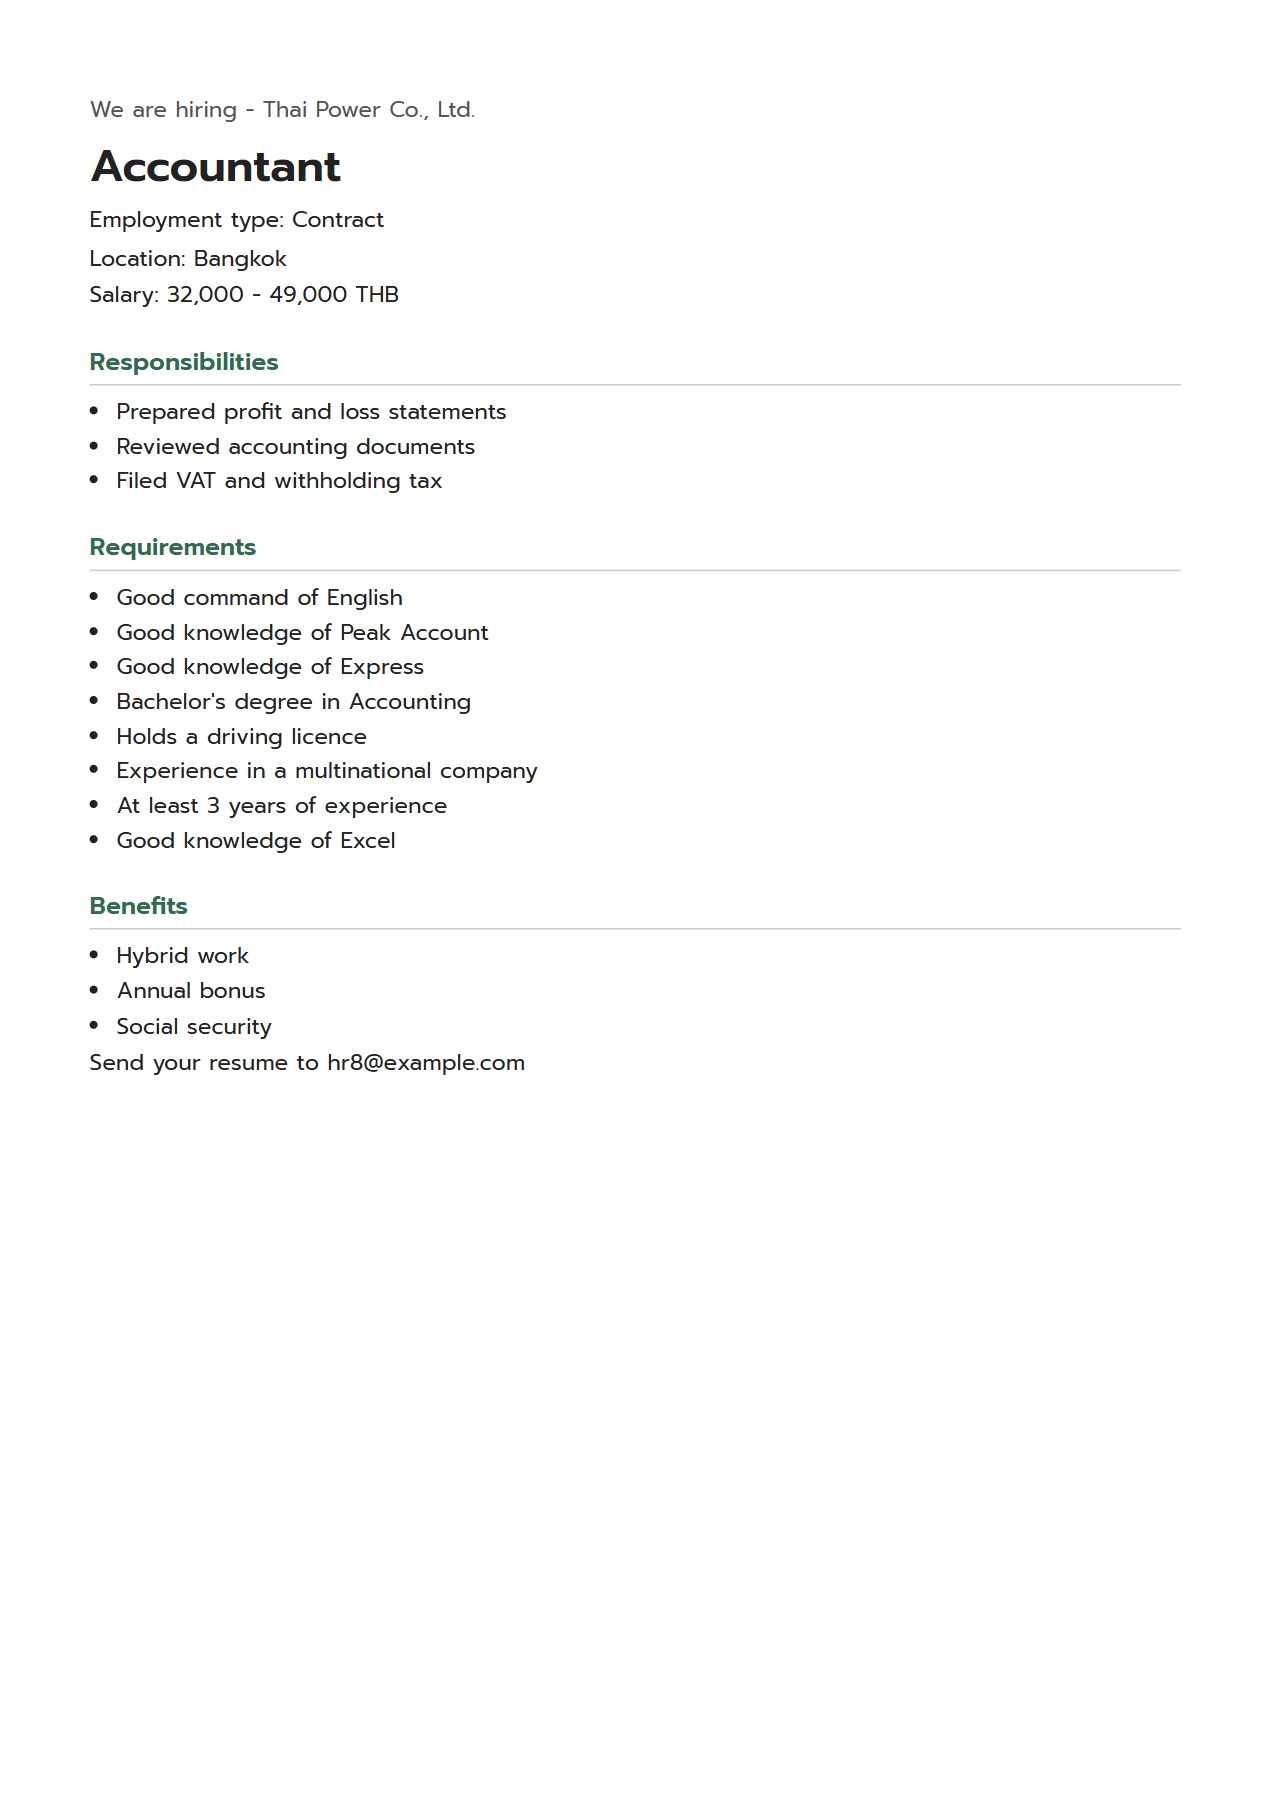 We are hiring - Thai Power Co., Ltd.
Accountant
Employment type: Contract
Location: Bangkok
Salary: 32,000 - 49,000 THB
Responsibilities
• Prepared profit and loss statements
• Reviewed accounting documents
• Filed VAT and withholding tax
Requirements
• Good command of English
• Good knowledge of Peak Account
• Good knowledge of Express
• Bachelor's degree in Accounting
• Holds a driving licence
• Experience in a multinational company
• At least 3 years of experience
• Good knowledge of Excel
Benefits
• Hybrid work
• Annual bonus
• Social security
Send your resume to hr8@example.com